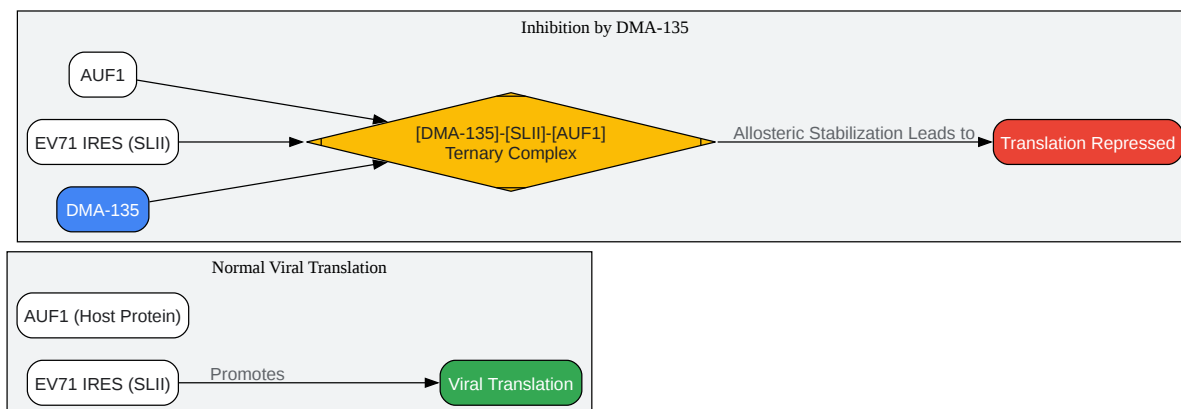 Inhibition by DMA-135
AUF1
EV71 IRES (SLII)
DMA-135
[DMA-135]-[SLII]-[AUF1]
Ternary Complex
Allosteric Stabilization Leads to
Translation Repressed
Normal Viral Translation
AUF1 (Host Protein)
EV71 IRES (SLII)
Promotes
Viral Translation